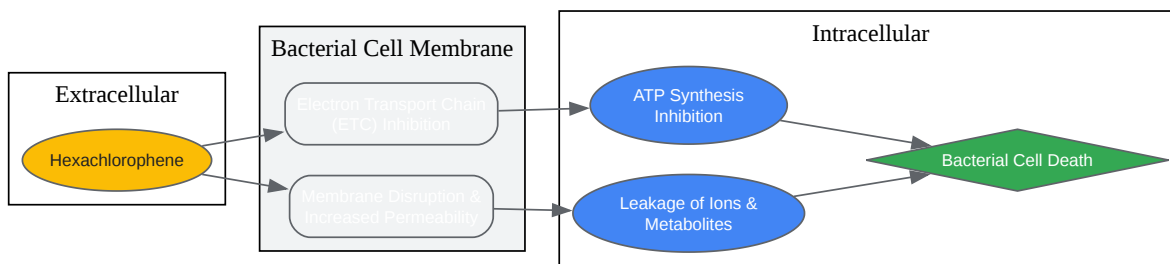 Extracellular
Hexachlorophene
Bacterial Cell Membrane
Electron Transport Chain
(ETC) Inhibition
Membrane Disruption &
Increased Permeability
Intracellular
ATP Synthesis
Inhibition
Leakage of Ions &
Metabolites
Bacterial Cell Death